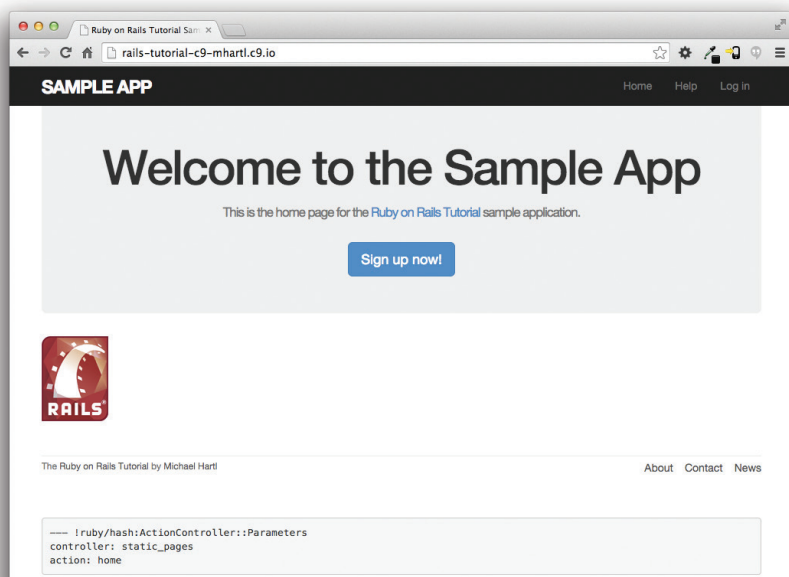 Ruby on Rails Tutorial Sam
rails-tutorial-c9-mhartl.c9.io
SAMPLE APP
Home Help Log in
Welcome to the Sample App
This is the home page for the Ruby on Rails Tutorial sample application.
Sign up now!
RAILS®
The Ruby on Rails Tutorial by Michael Hartl
About Contact News
--- !ruby/hash:ActionController::Parameters
controller: static_pages
action: home